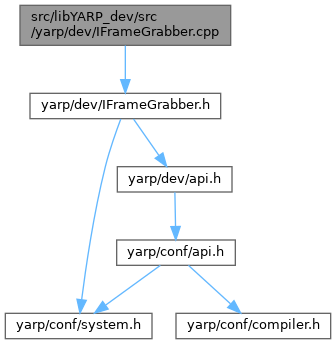 src/libYARP_dev/src
/yarp/dev/IFrameGrabber.cpp
yarp/dev/IFrameGrabber.h
yarp/dev/api.h
yarp/conf/api.h
yarp/conf/system.h
yarp/conf/compiler.h